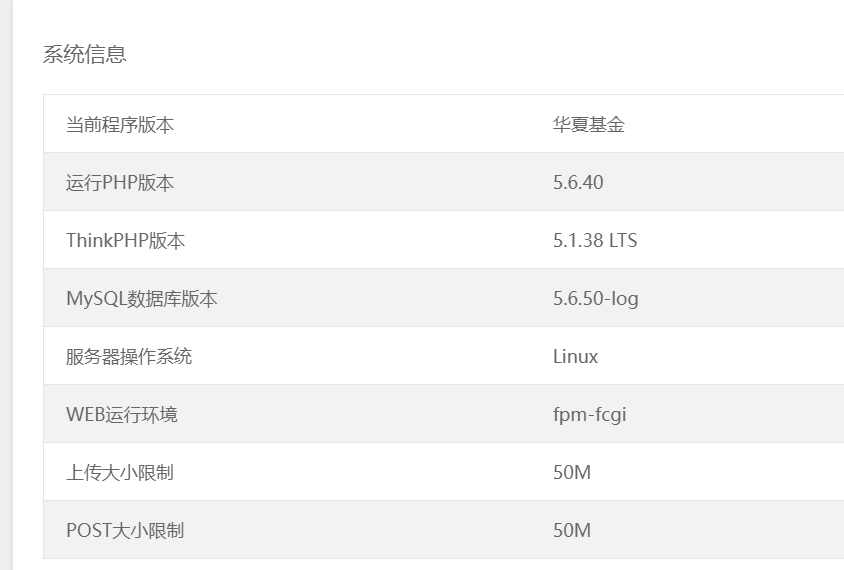 系统信息
当前程序版本 华夏基金
运行PHP版本 5.6.40
ThinkPHP版本 5.1.38 LTS
MySQL数据库版本 5.6.50-log
服务器操作系统 Linux
WEB运行环境 fpm-fcgi
上传大小限制 50M
POST大小限制 50M